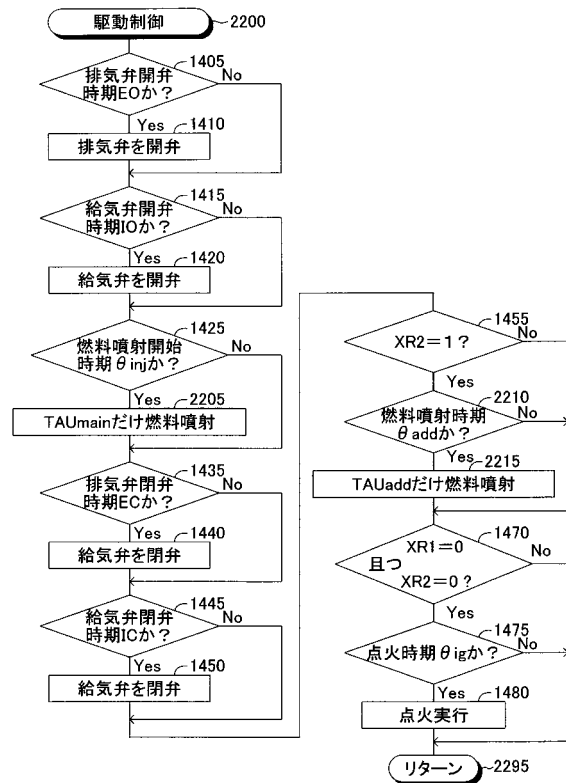 駆動制御
2200
排気弁開弁
時期EOか?
1405
No
Yes
1410
排気弁を開弁
給気弁開弁
時期IOか?
1415
No
Yes
1420
給気弁を開弁
燃料噴射開始
時期θinjか?
1425
No
Yes
2205
TAUmainだけ燃料噴射
排気弁閉弁
時期ECか?
1435
No
Yes
1440
給気弁を閉弁
給気弁閉弁
時期ICか?
1445
No
Yes
1450
給気弁を閉弁
XR2=1?
1455
No
Yes
2210
燃料噴射時期
θaddか?
No
Yes
2215
TAUaddだけ燃料噴射
XR1=0
且つ
XR2=0?
1470
No
Yes
1475
点火時期θigか?
No
Yes
1480
点火実行
リターン
2295